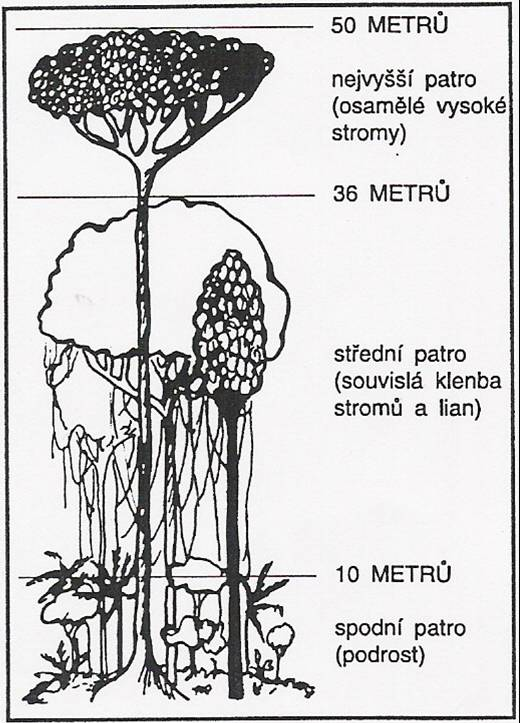 50 METRŮ
nejvyšší patro
(osamělé vysoké
stromy)
36 METRŮ
střední patro
(souvislá klenba
stromů a lian)
10 METRŮ
spodní patro
(podrost)